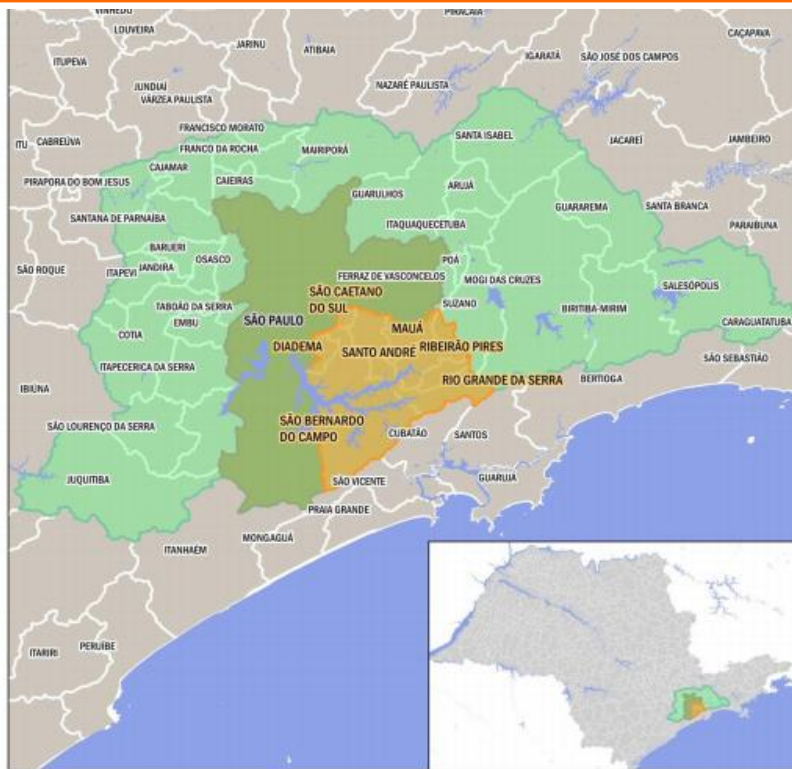 VINHEDO
PIRACAIA
LOUVEIRA
CAÇAPAVA
JARINU
ATIBAIA
IGARATÁ
SÃO JOSÉ DOS CAMPOS
ITUPEVA
JUNDIAÍ
NAZARÉ PAULISTA
VÁRZEA PAULISTA
FRANCISCO MORATO
SANTA ISABEL
ITU
CABREÚVA
FRANCO DA ROCHA
MAIRIPORÃ
JACAREÍ
JAMBEIRO
CAJAMAR
PIRAPORA DO BOM JESUS
CAIEIRAS
ARUJÁ
GUARULHOS
GUARAREMA
SANTA BRANCA
SANTANA DE PARNAÍBA
ITAQUAQUECETUBA
PARAIBUNA
BARUERI
SÃO ROQUE
ITAPEVI
JANDIRA
OSASCO
POÁ
FERRAZ DE VASCONCELOS
MOGI DAS CRUZES
SALESÓPOLIS
SÃO CAETANO
DO SUL
TABOÃO DA SERRA
SUZANO
BIRITIBA-MIRIM
EMBU
SÃO PAULO
CARAGUATATUBA
COTIA
MAUÁ
DIADEMA
SANTO ANDRÉ
RIBEIRÃO PIRES
SÃO SEBASTIÃO
ITAPECERICA DA SERRA
RIO GRANDE DA SERRA
BERTIOGA
IBIÚNA
SÃO BERNARDO
DO CAMPO
SÃO LOURENÇO DA SERRA
CUBATÃO
SANTOS
JUQUITIBA
SÃO VICENTE
GUARUJÁ
PRAIA GRANDE
MONGAGUÁ
ITANHAÉM
PERUÍBE
ITARIRI